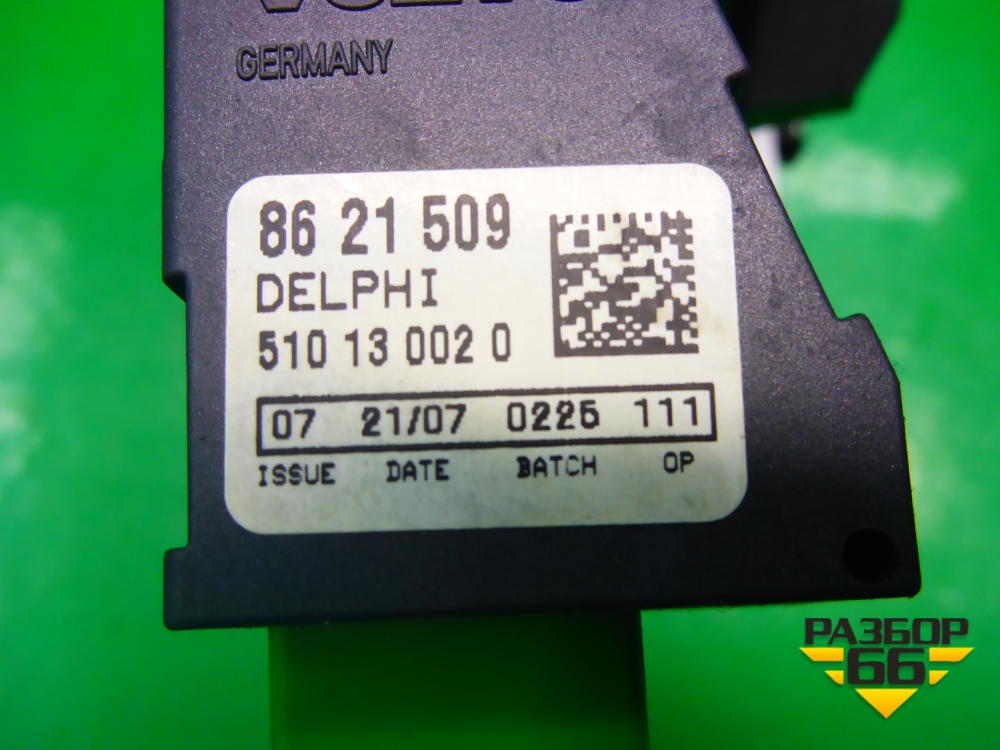 GERMANY
86 21 509
DELPHI
510 13 002 0
07 21/07 0225 111
ISSUE DATE BATCH OP
РАЗБОР
66